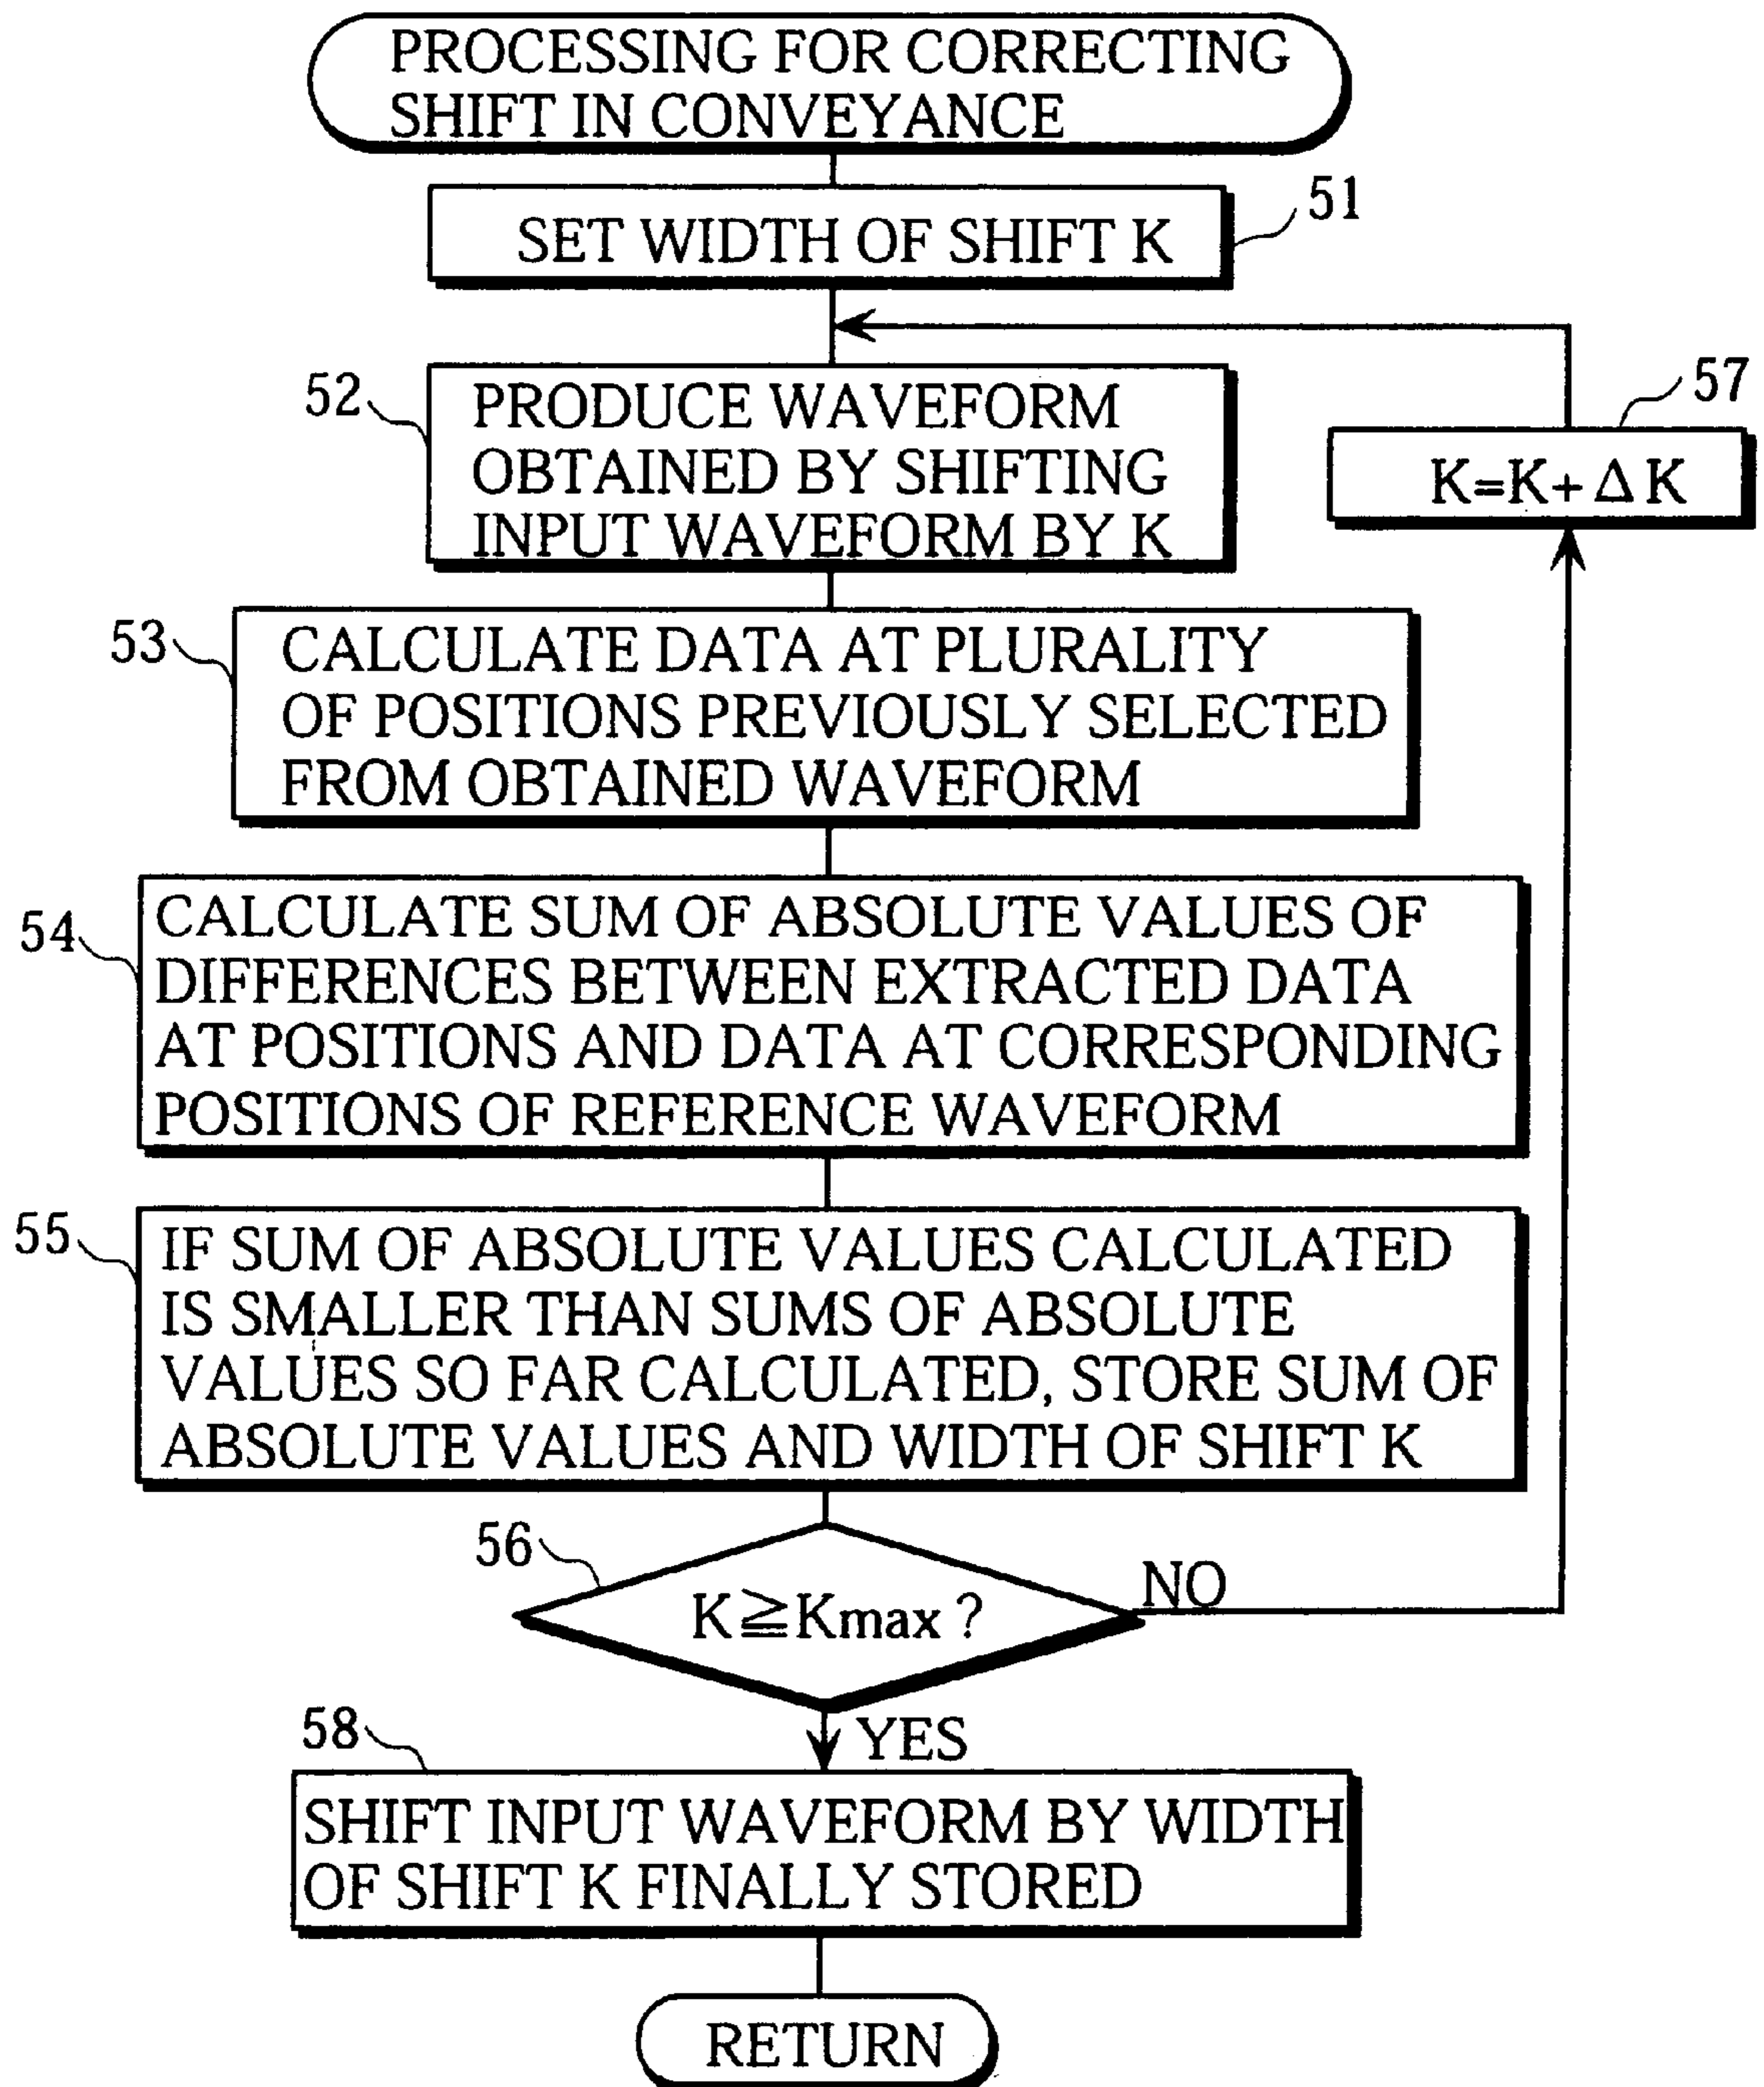 PROCESSING FOR CORRECTING
SHIFT IN CONVEYANCE
51
SET WIDTH OF SHIFT K
52
PRODUCE WAVEFORM
OBTAINED BY SHIFTING
INPUT WAVEFORM BY K
57
K=K+ΔK
53
CALCULATE DATA AT PLURALITY
OF POSITIONS PREVIOUSLY SELECTED
FROM OBTAINED WAVEFORM
54
CALCULATE SUM OF ABSOLUTE VALUES OF
DIFFERENCES BETWEEN EXTRACTED DATA
AT POSITIONS AND DATA AT CORRESPONDING
POSITIONS OF REFERENCE WAVEFORM
55
IF SUM OF ABSOLUTE VALUES CALCULATED
IS SMALLER THAN SUMS OF ABSOLUTE
VALUES SO FAR CALCULATED, STORE SUM OF
ABSOLUTE VALUES AND WIDTH OF SHIFT K
56
K≧Kmax?
NO
YES
58
SHIFT INPUT WAVEFORM BY WIDTH
OF SHIFT K FINALLY STORED
RETURN